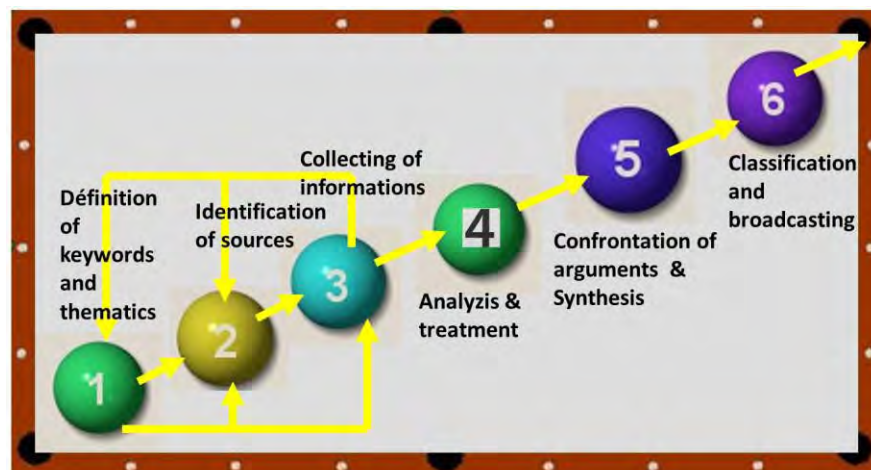 1
Définition
of
keywords
and
thematics
2
Identification
of sources
3
Collecting of
informations
4
Analyzis &
treatment
5
Confrontation of
arguments &
Synthesis
6
Classification
and
broadcasting